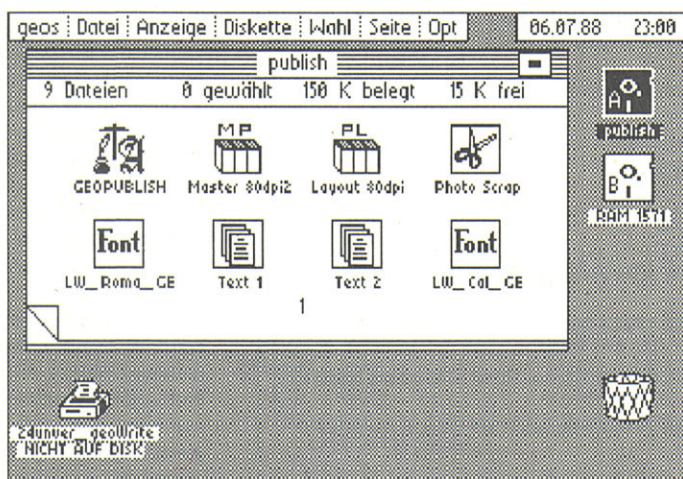 geos Datei Anzeige Diskette Wahl Seite Opt 06.07.88 23:00
publish
9 Dateien 0 gewählt 150 K belegt 15 K frei
A
publish
MP PL
GEOPUBLISH Master 80dpi2 Layout 80dpi Photo Scrap
B
RAM 1571
Font Font
LW_Roma_GE Text 1 Text 2 LW_Cal_GE
1
24unver_geoWrite
NICHT AUF DISK